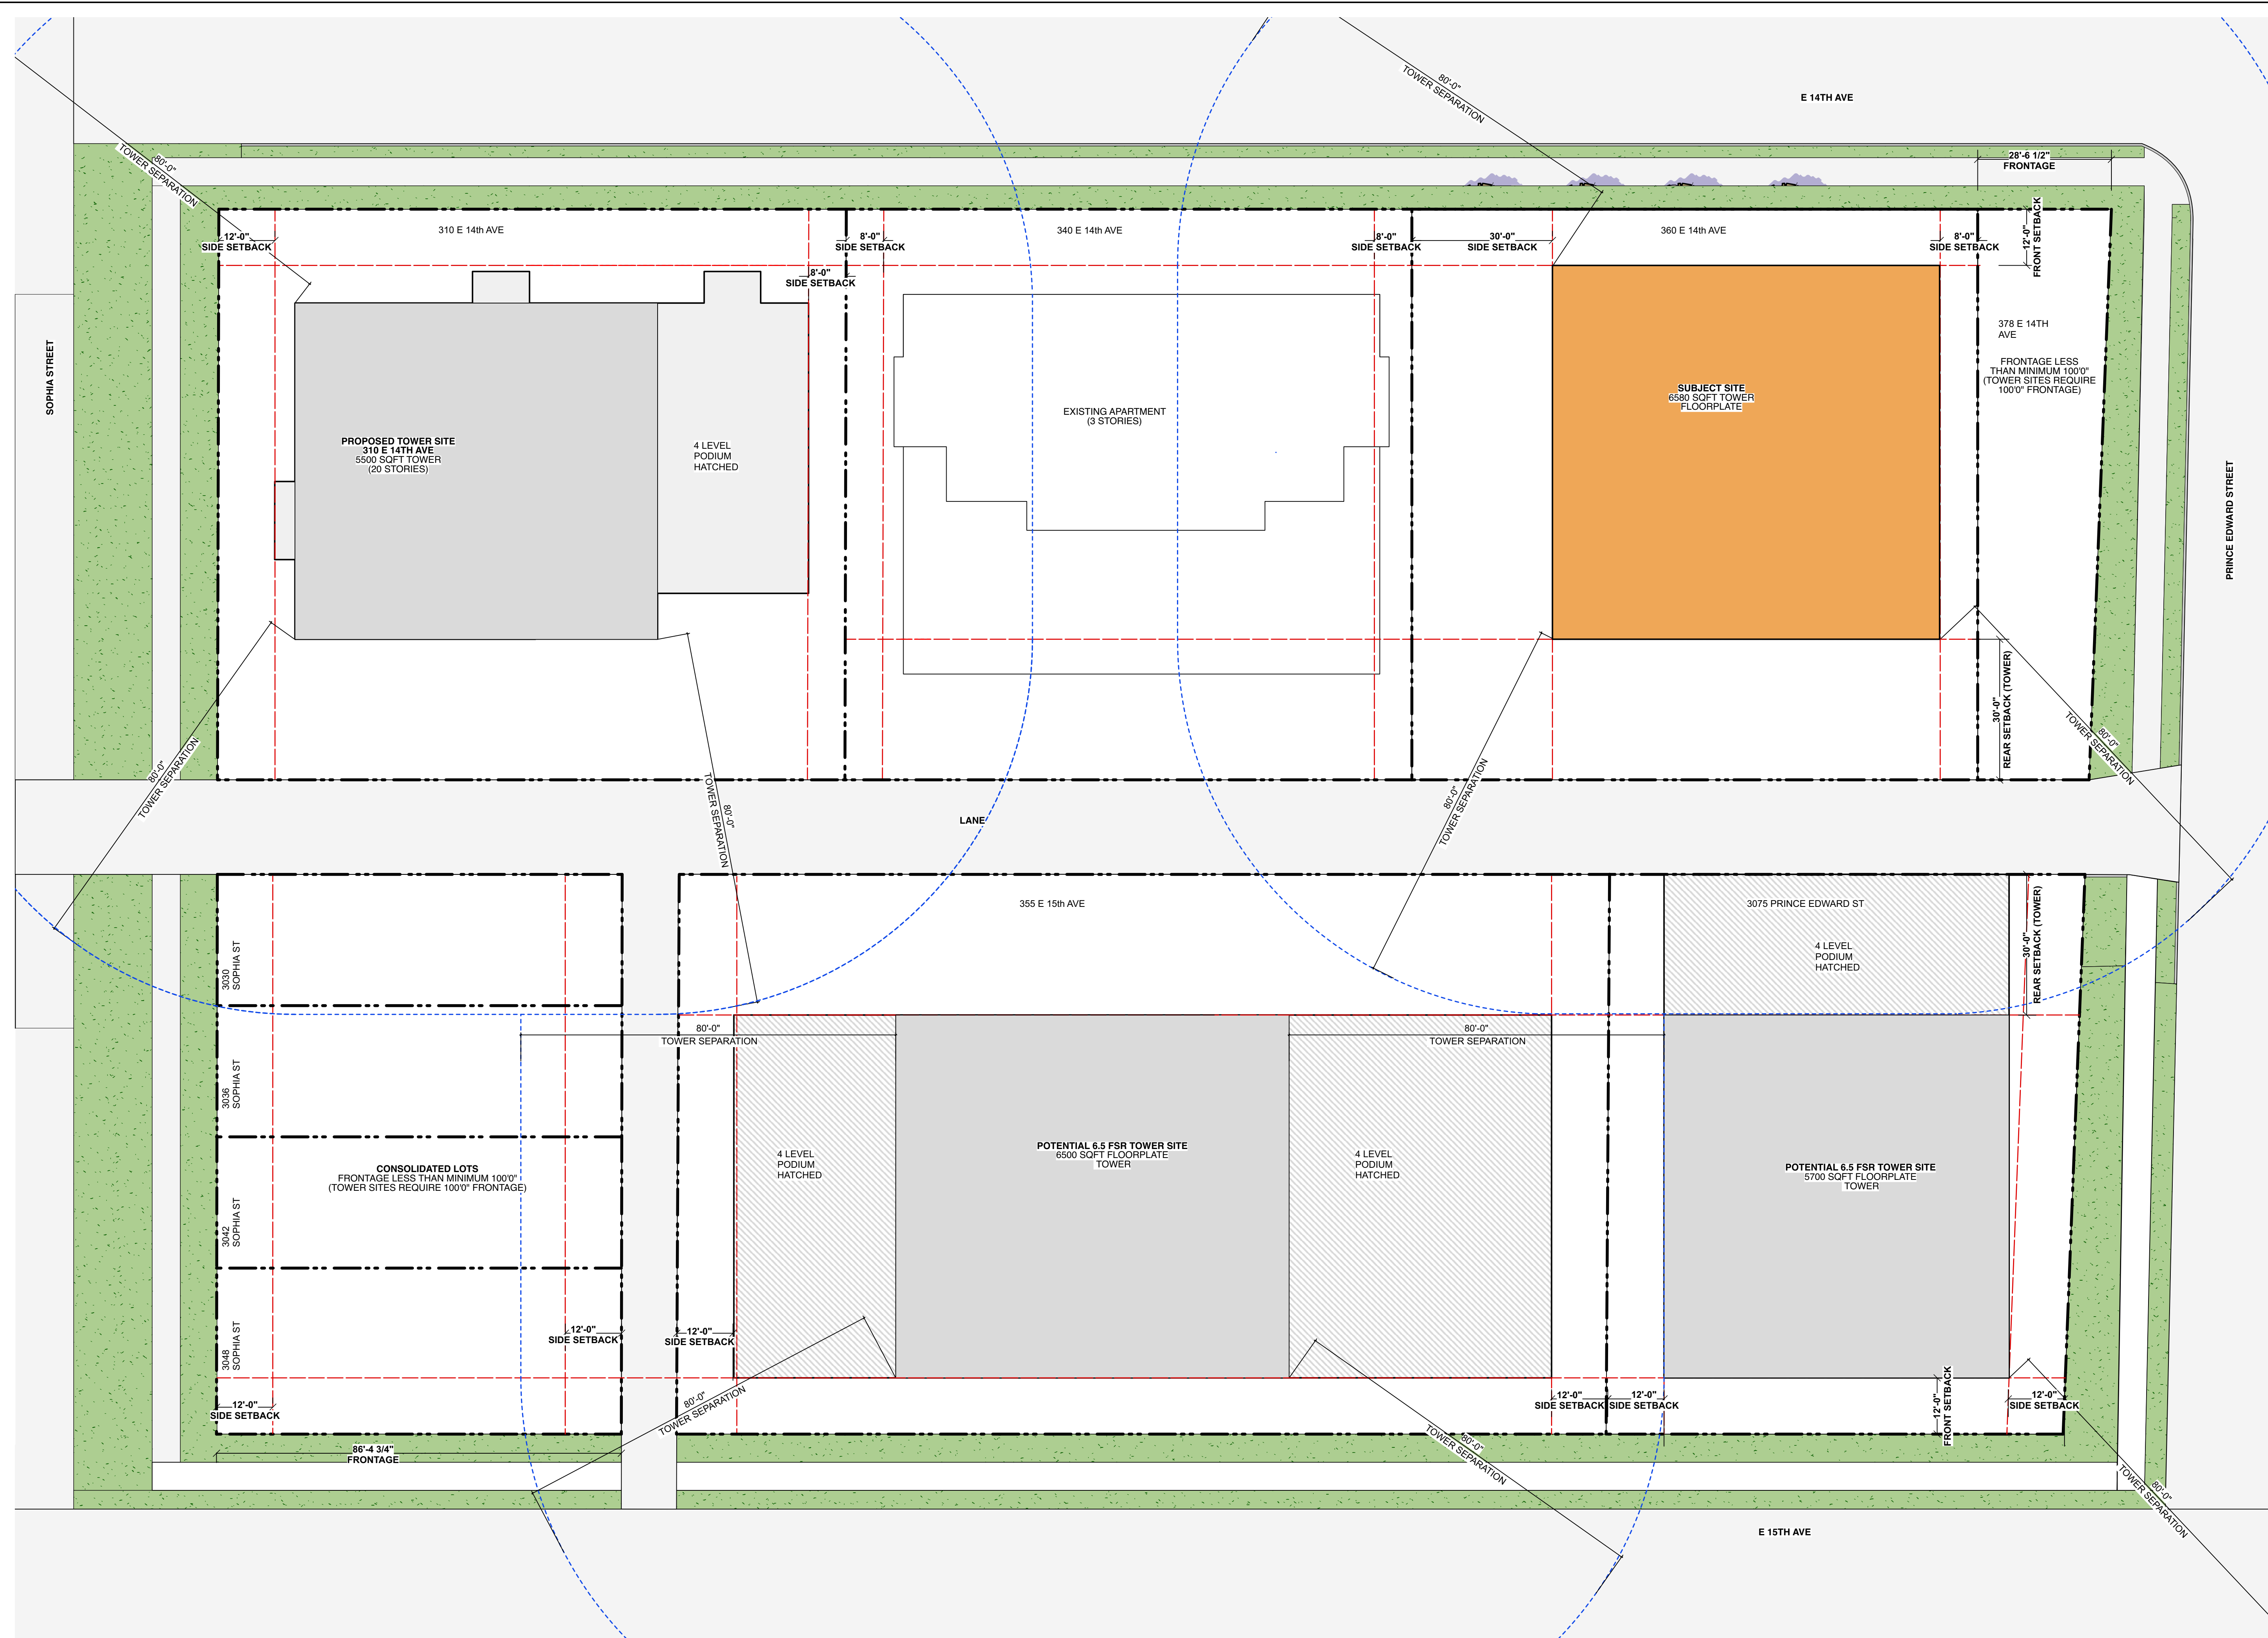 E 14TH AVE
80'-0"
TOWER SEPARATION
80'-0"
TOWER SEPARATION
28'-6 1/2"
FRONTAGE
12'-0"
SIDE SETBACK
310 E 14th AVE
8'-0"
SIDE SETBACK
8'-0"
SIDE SETBACK
340 E 14th AVE
8'-0"
SIDE SETBACK
30'-0"
SIDE SETBACK
360 E 14th AVE
8'-0"
SIDE SETBACK
12'-0"
FRONT SETBACK
SOPHIA STREET
378 E 14TH
AVE
FRONTAGE LESS
THAN MINIMUM 100'0"
(TOWER SITES REQUIRE
100'0" FRONTAGE)
PROPOSED TOWER SITE
310 E 14TH AVE
5500 SQFT TOWER
(20 STORIES)
4 LEVEL
PODIUM
HATCHED
EXISTING APARTMENT
(3 STORIES)
SUBJECT SITE
6580 SQFT TOWER
FLOORPLATE
PRINCE EDWARD STREET
30'-0"
REAR SETBACK (TOWER)
80'-0"
TOWER SEPARATION
80'-0"
TOWER SEPARATION
80'-0"
TOWER SEPARATION
80'-0"
TOWER SEPARATION
LANE
3030
SOPHIA ST
355 E 15th AVE
3075 PRINCE EDWARD ST
4 LEVEL
PODIUM
HATCHED
30'-0"
REAR SETBACK (TOWER)
80'-0"
TOWER SEPARATION
80'-0"
TOWER SEPARATION
3036
SOPHIA ST
CONSOLIDATED LOTS
FRONTAGE LESS THAN MINIMUM 100'0"
(TOWER SITES REQUIRE 100'0" FRONTAGE)
4 LEVEL
PODIUM
HATCHED
POTENTIAL 6.5 FSR TOWER SITE
6500 SQFT FLOORPLATE
TOWER
4 LEVEL
PODIUM
HATCHED
POTENTIAL 6.5 FSR TOWER SITE
5700 SQFT FLOORPLATE
TOWER
3042
SOPHIA ST
3048
SOPHIA ST
12'-0"
SIDE SETBACK
12'-0"
SIDE SETBACK
12'-0"
SIDE SETBACK
80'-0"
TOWER SEPARATION
12'-0"
SIDE SETBACK
12'-0"
SIDE SETBACK
12'-0"
FRONT SETBACK
12'-0"
SIDE SETBACK
86'-4 3/4"
FRONTAGE
80'-0"
TOWER SEPARATION
80'-0"
TOWER SEPARATION
E 15TH AVE